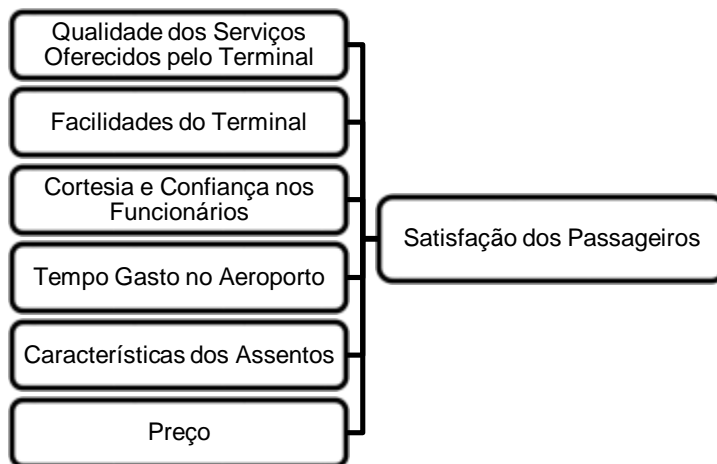 Qualidade dos Serviços
Oferecidos pelo Terminal
Facilidades do Terminal
Cortesia e Confiança nos
Funcionários
Tempo Gasto no Aeroporto
Características dos Assentos
Preço
Satisfação dos Passageiros